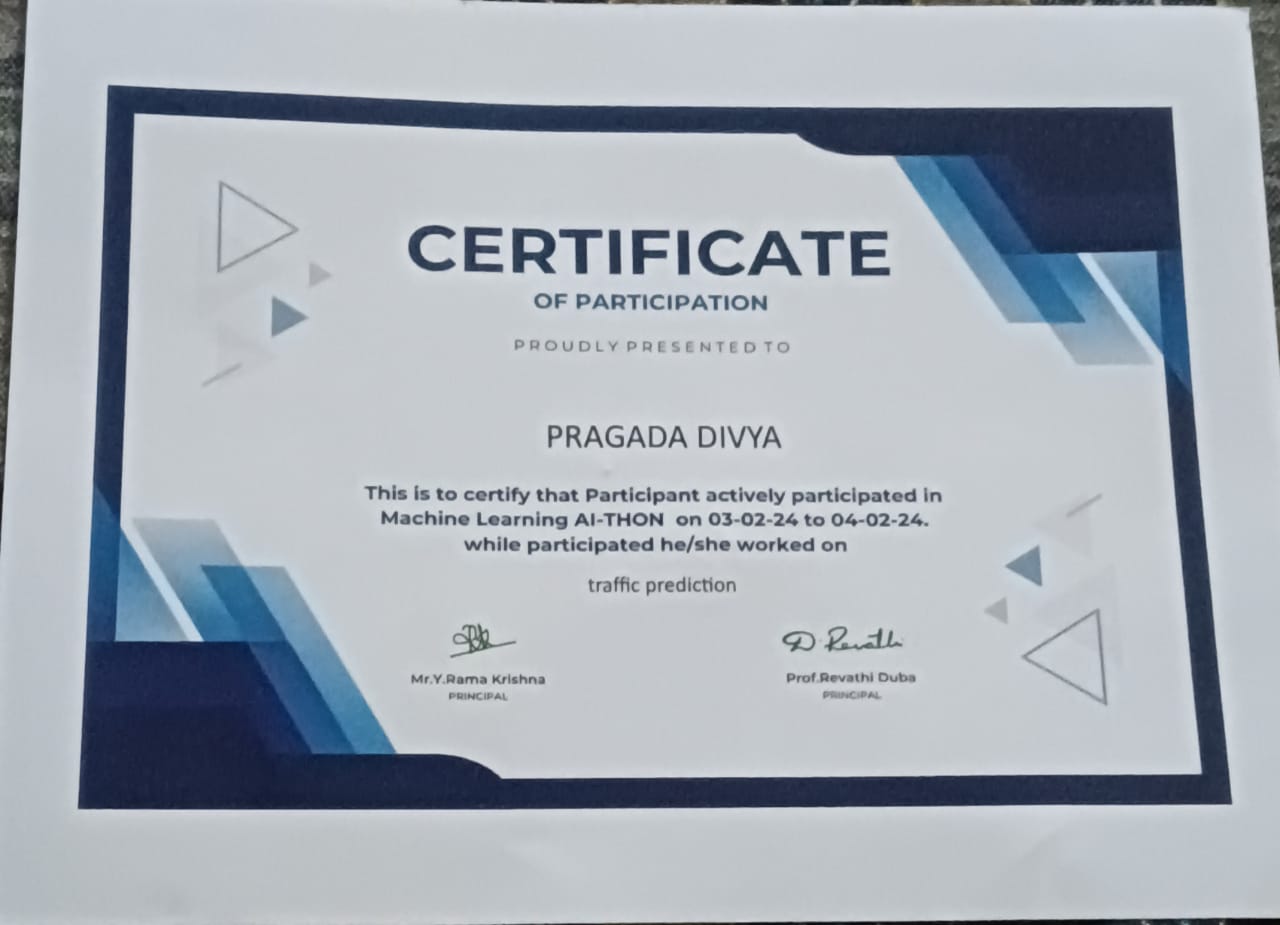 CERTIFICATE
OF PARTICIPATION
PROUDLY PRESENTED TO
PRAGADA DIVYA
This is to certify that Participant actively participated in
Machine Learning AI-THON on 03-02-24 to 04-02-24.
while participated he/she worked on
traffic prediction
D. Revathi
Mr.Y.Rama Krishna
PRINCIPAL
Prof.Revathi Duba
PRINCIPAL